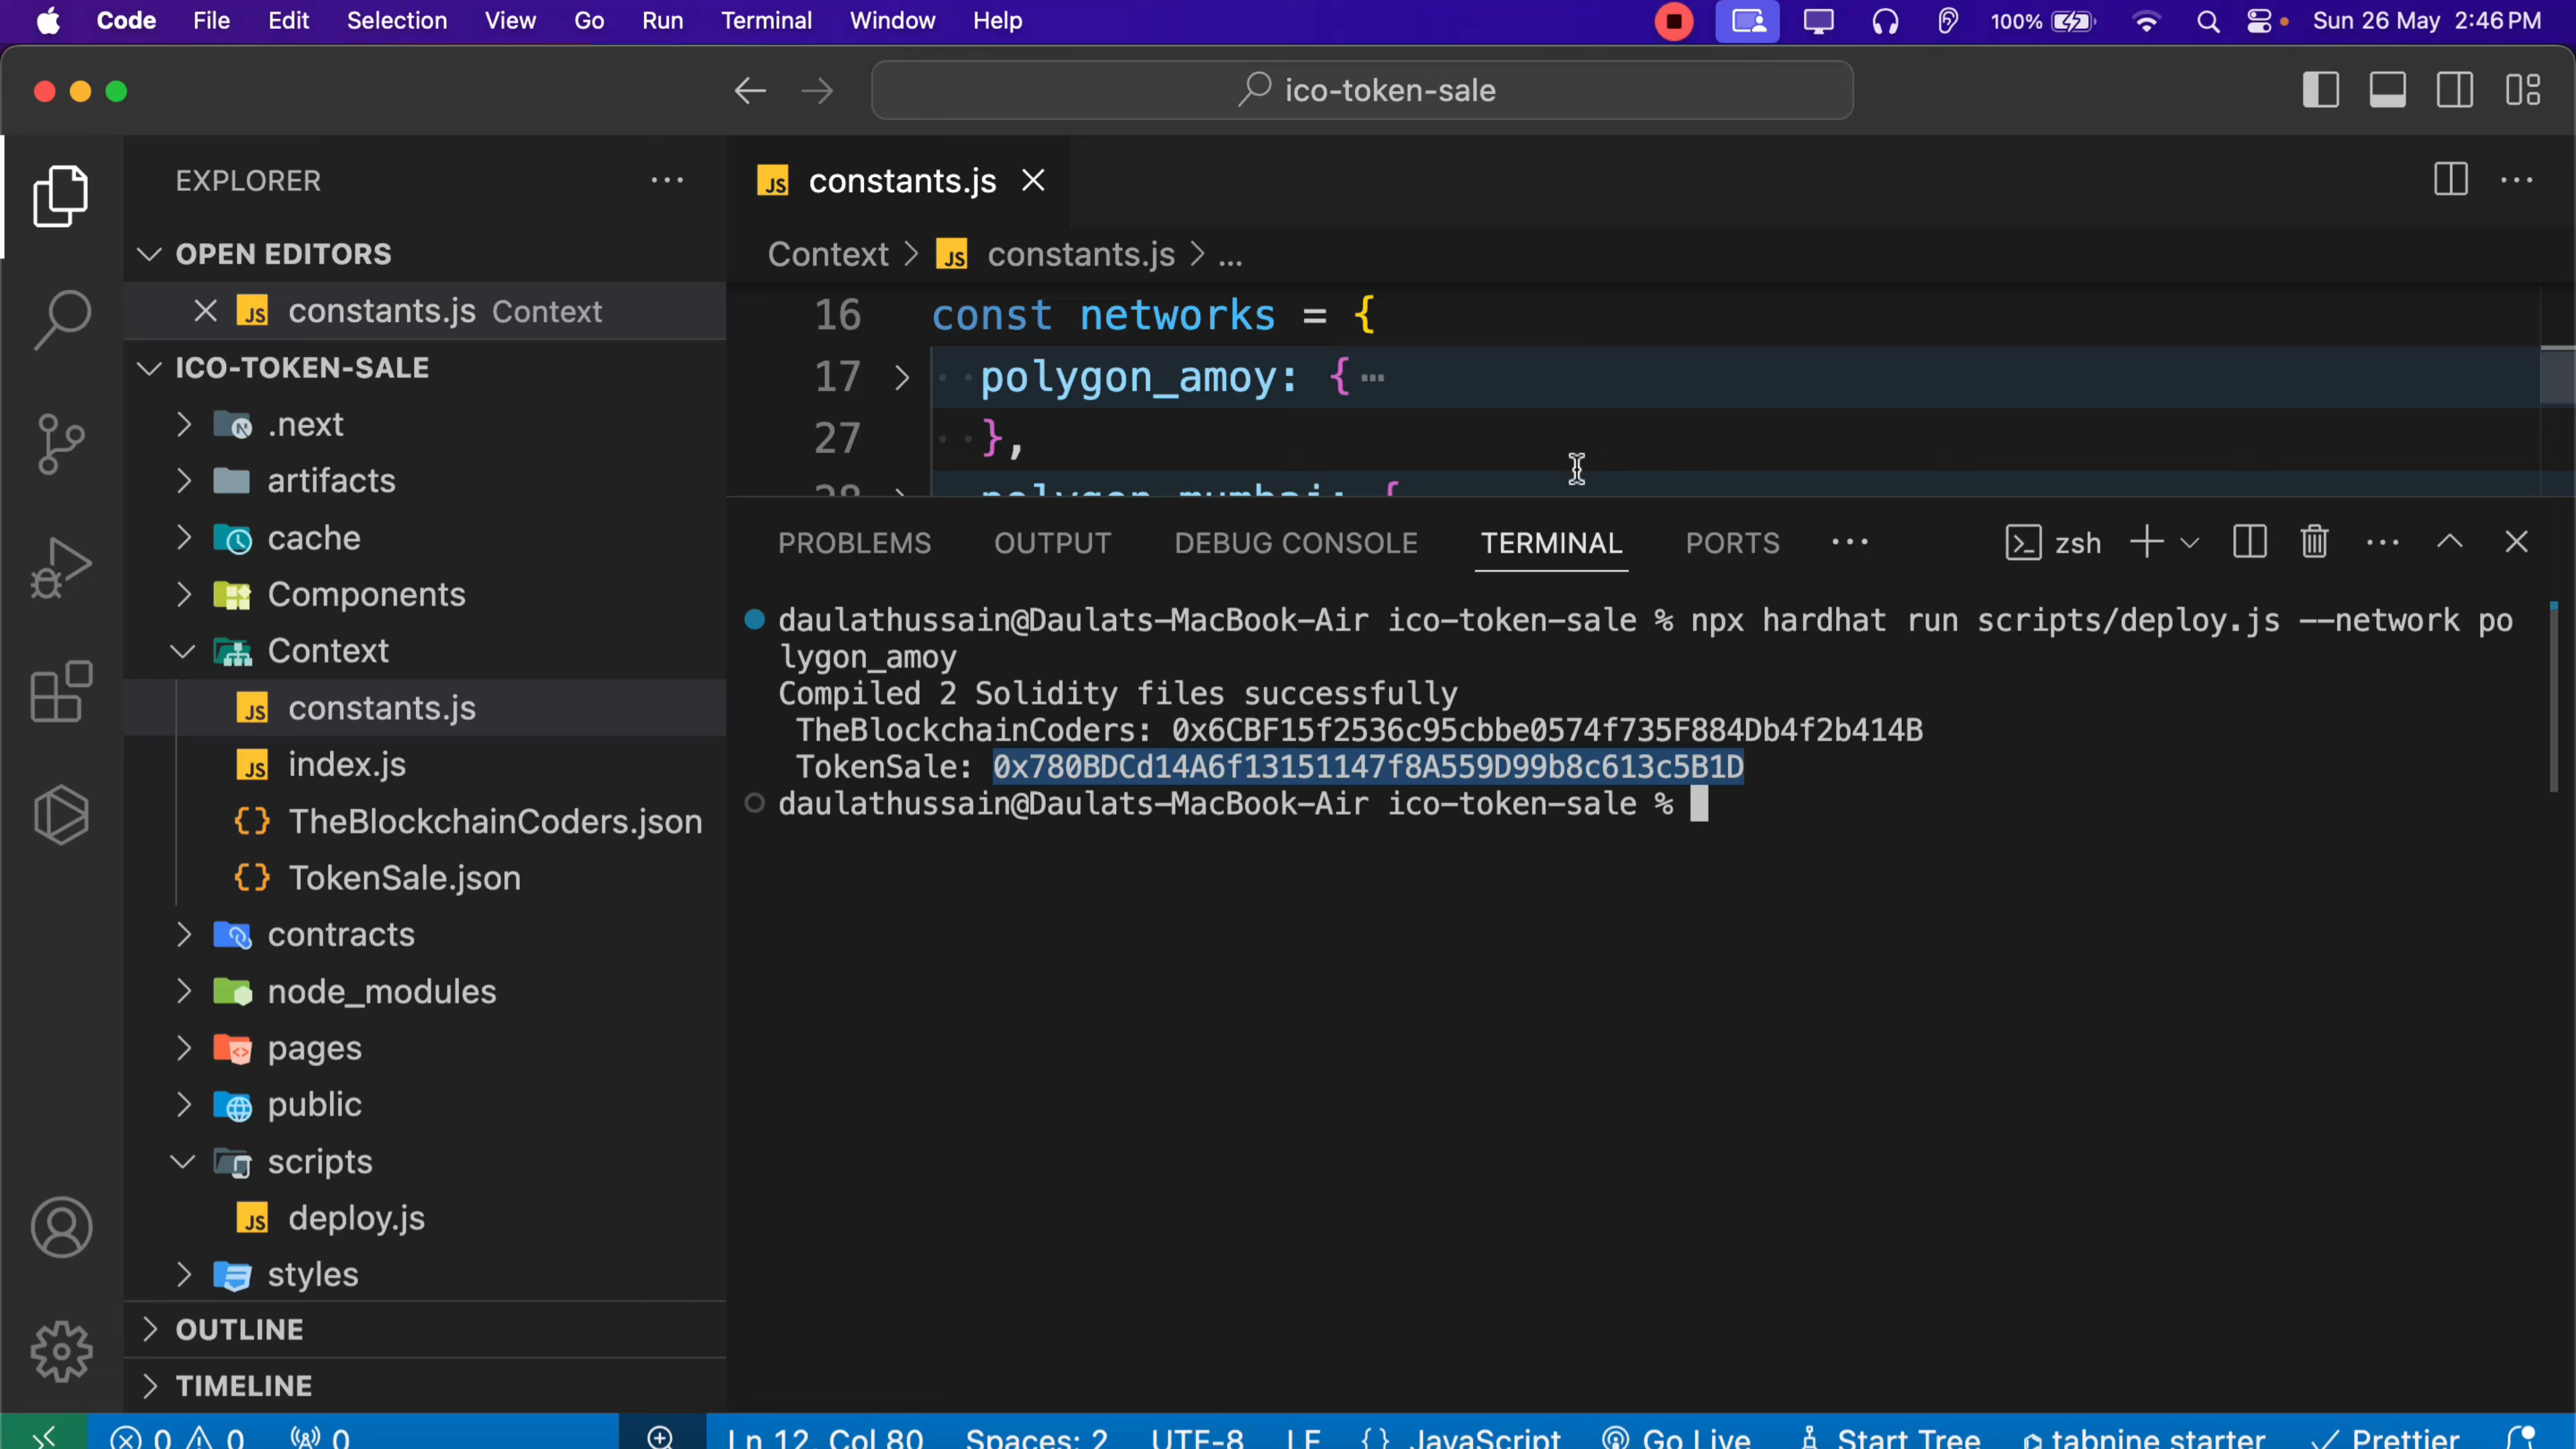 Code File Edit Selection View Go Run Terminal Window Help 100% Sun 26 May 2:46 PM
ico-token-sale
EXPLORER
OPEN EDITORS
constants.js Context
ICO-TOKEN-SALE
.next
artifacts
cache
Components
Context
constants.js
index.js
TheBlockchainCoders.json
TokenSale.json
contracts
node_modules
pages
public
scripts
deploy.js
styles
OUTLINE
TIMELINE
constants.js
Context > constants.js > ...
16 const networks = {
17 polygon_amoy: {
27 },
28 polygon_mumbai: {
PROBLEMS OUTPUT DEBUG CONSOLE TERMINAL PORTS zsh
daulathussain@Daulats-MacBook-Air ico-token-sale % npx hardhat run scripts/deploy.js --network po
lygon_amoy
Compiled 2 Solidity files successfully
TheBlockchainCoders: 0x6CBF15f2536c95cbbe0574f735F884Db4f2b414B
TokenSale: 0x780BDCd14A6f13151147f8A559D99b8c613c5B1D
daulathussain@Daulats-MacBook-Air ico-token-sale %
0 0 0 Ln 12, Col 80 Spaces: 2 UTF-8 LF {} JavaScript Go Live Start Tree tabnine starter Prettier